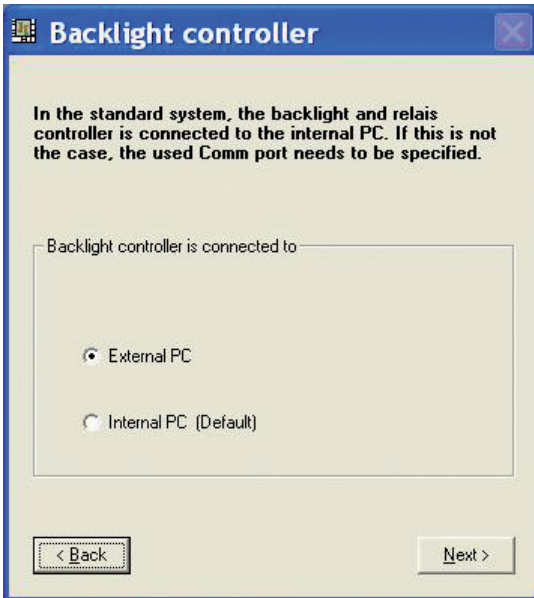 Backlight controller
In the standard system, the backlight and relais
controller is connected to the internal PC. If this is not
the case, the used Comm port needs to be specified.
Backlight controller is connected to
External PC
Internal PC (Default)
< Back
Next >